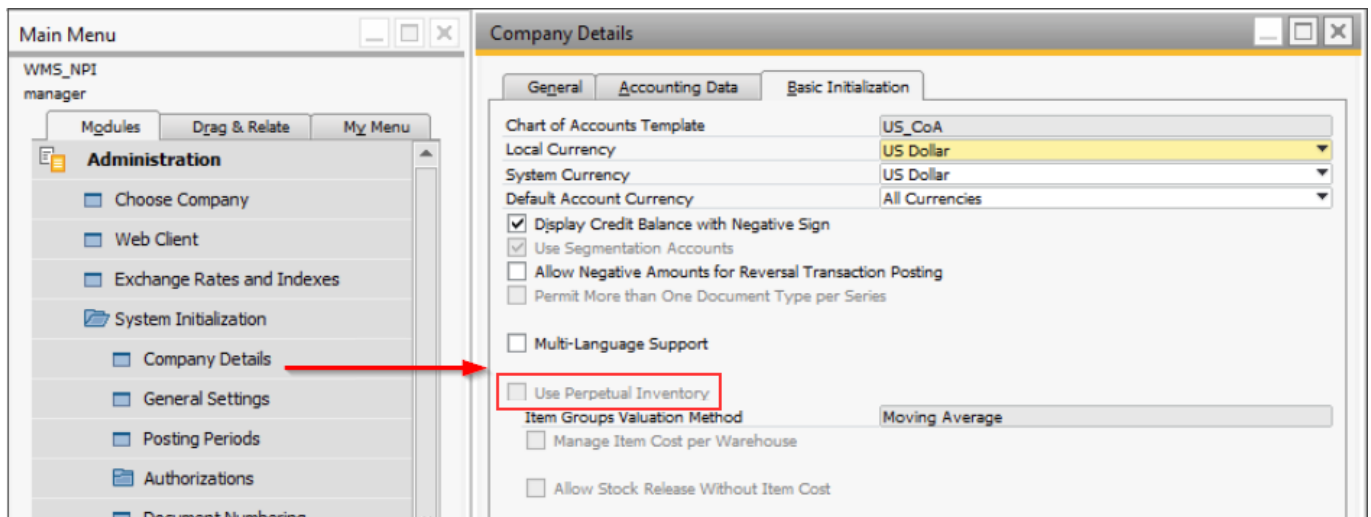 Main Menu
WMS_NPI
manager
Modules
Drag & Relate
My Menu
Administration
Choose Company
Web Client
Exchange Rates and Indexes
System Initialization
Company Details
General Settings
Posting Periods
Authorizations
Document Numbering
Company Details
General
Accounting Data
Basic Initialization
Chart of Accounts Template US_CoA
Local Currency US Dollar
System Currency US Dollar
Default Account Currency All Currencies
Display Credit Balance with Negative Sign
Use Segmentation Accounts
Allow Negative Amounts for Reversal Transaction Posting
Permit More than One Document Type per Series
Multi-Language Support
Use Perpetual Inventory
Item Groups Valuation Method Moving Average
Manage Item Cost per Warehouse
Allow Stock Release Without Item Cost